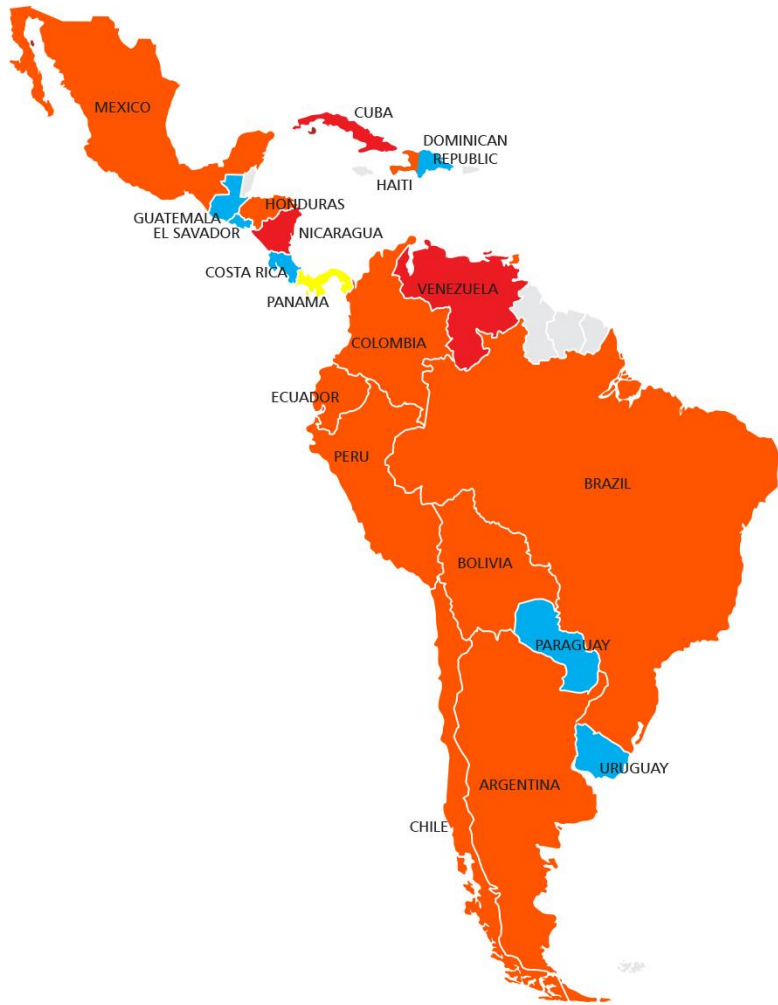 MEXICO
CUBA
DOMINICAN
REPUBLIC
HAITI
HONDURAS
GUATEMALA
EL SAVADOR
NICARAGUA
COSTA RICA
PANAMA
VENEZUELA
COLOMBIA
ECUADOR
PERU
BRAZIL
BOLIVIA
PARAGUAY
URUGUAY
ARGENTINA
CHILE